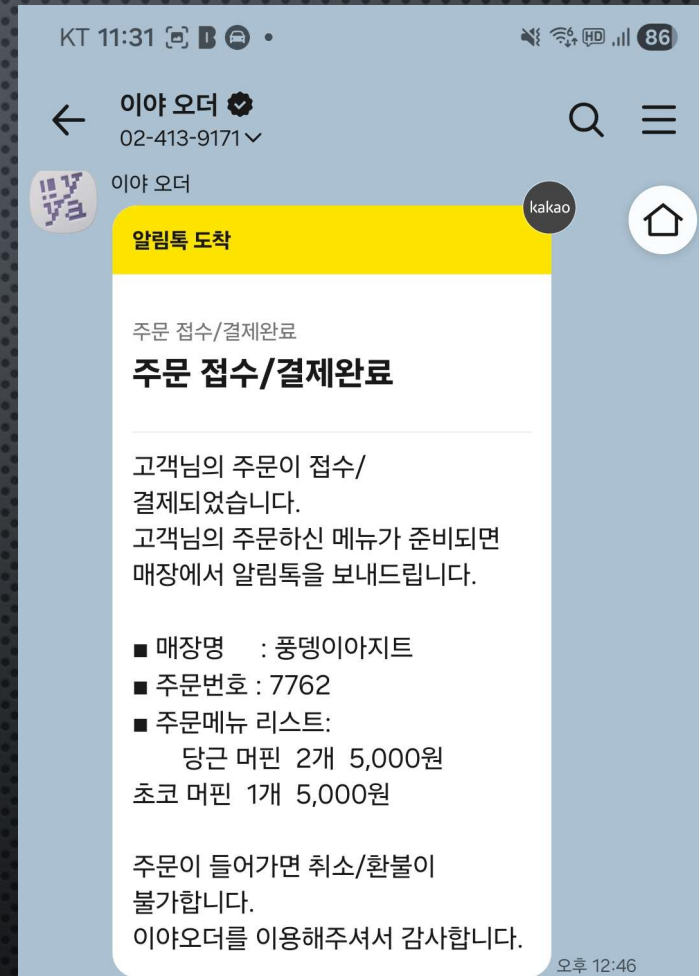 KT 11:31
HD 86
이야 오더
02-413-9171
이야 오더
!!y
ya
kakao
알림톡 도착
주문 접수/결제완료
주문 접수/결제완료
고객님의 주문이 접수/
결제되었습니다.
고객님의 주문하신 메뉴가 준비되면
매장에서 알림톡을 보내드립니다.
■ 매장명 : 풍뎅이아지트
■ 주문번호 : 7762
■ 주문메뉴 리스트:
당근 머핀 2개 5,000원
초코 머핀 1개 5,000원
주문이 들어가면 취소/환불이
불가합니다.
이야오더를 이용해주셔서 감사합니다.
오후 12:46